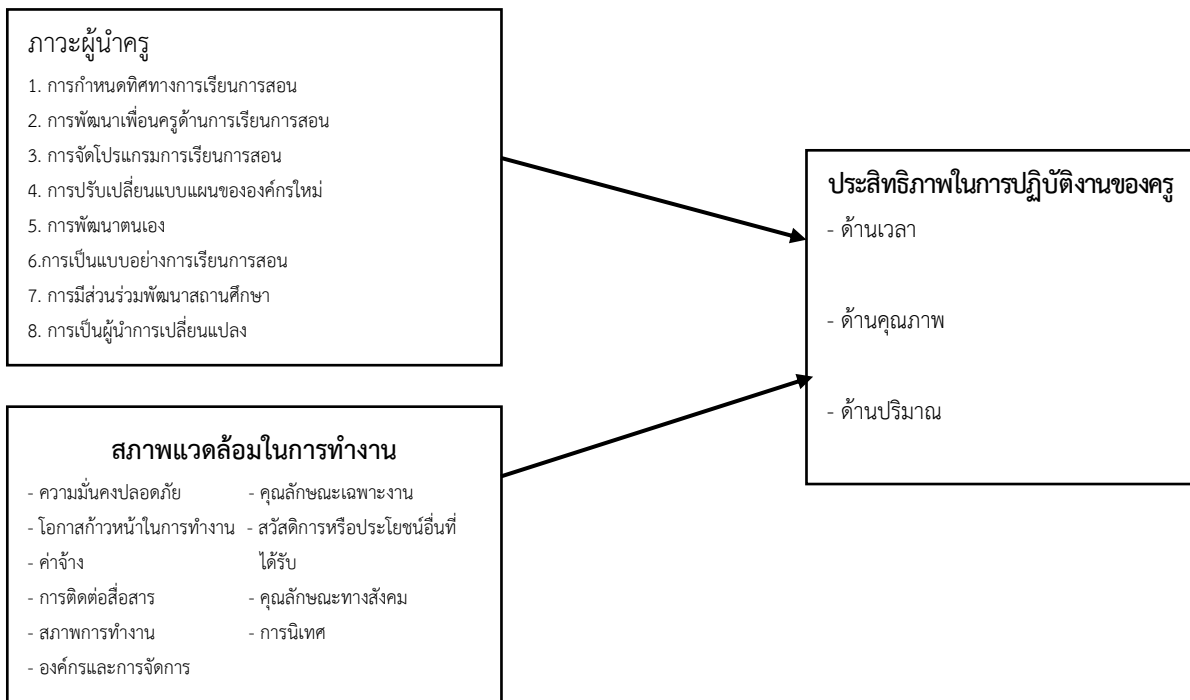 ภาวะผู้นำครู
1. การกำหนดทิศทางการเรียนการสอน
2. การพัฒนาเพื่อนครูด้านการเรียนการสอน
3. การจัดโปรแกรมการเรียนการสอน
4. การปรับเปลี่ยนแบบแผนขององค์กรใหม่
5. การพัฒนาตนเอง
6.การเป็นแบบอย่างการเรียนการสอน
7. การมีส่วนร่วมพัฒนาสถานศึกษา
8. การเป็นผู้นำการเปลี่ยนแปลง
สภาพแวดล้อมในการทำงาน
- ความมั่นคงปลอดภัย
- โอกาสก้าวหน้าในการทำงาน
- ค่าจ้าง
- การติดต่อสื่อสาร
- สภาพการทำงาน
- องค์กรและการจัดการ
- คุณลักษณะเฉพาะงาน
- สวัสดิการหรือประโยชน์อื่นที่
ได้รับ
- คุณลักษณะทางสังคม
- การนิเทศ
ประสิทธิภาพในการปฏิบัติงานของครู
- ด้านเวลา
- ด้านคุณภาพ
- ด้านปริมาณ